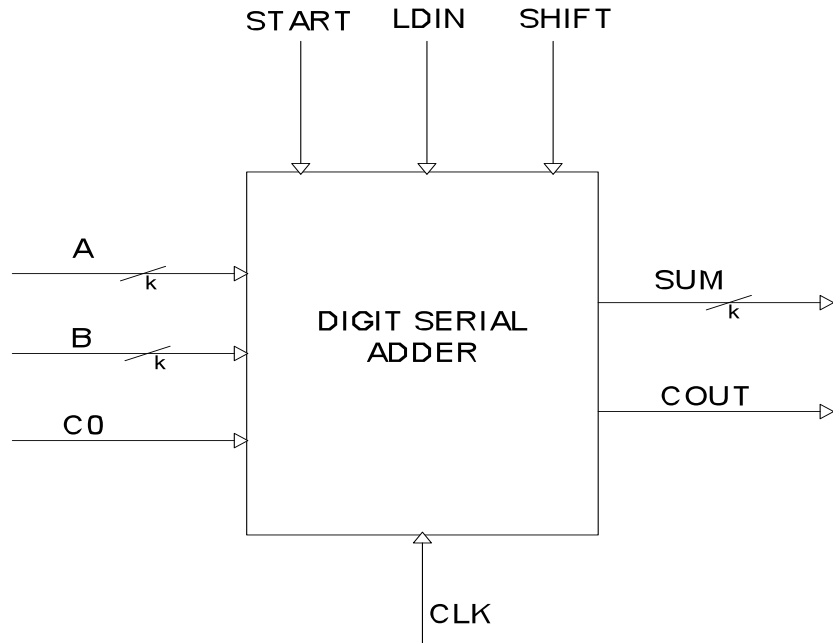 START LDIN SHIFT
A
k
B
k
C0
DIGIT SERIAL
ADDER
SUM
k
COUT
CLK